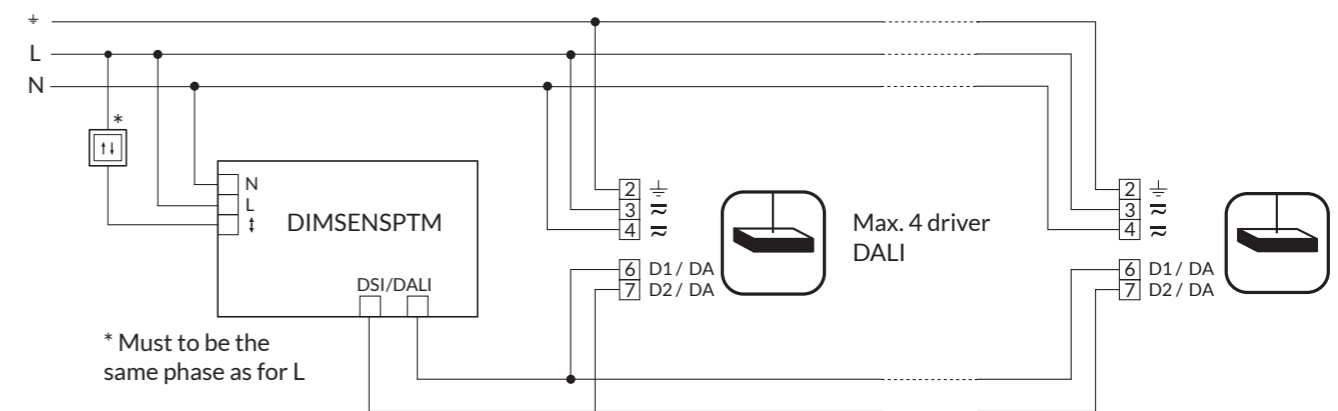 L
N
*
N
L
DIMSENSPTM
DSI/DALI
* Must to be the
same phase as for L
2
3
4
6 D1/ DA
7 D2/ DA
Max. 4 driver
DALI
2
3
4
6 D1/ DA
7 D2/ DA